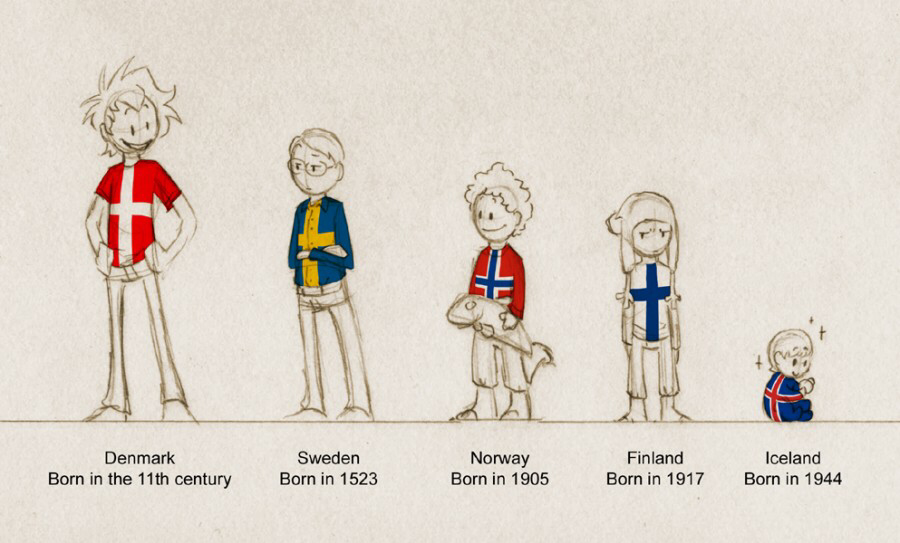 Denmark
Born in the 11th century
Sweden
Born in 1523
Norway
Born in 1905
Finland
Born in 1917
Iceland
Born in 1944